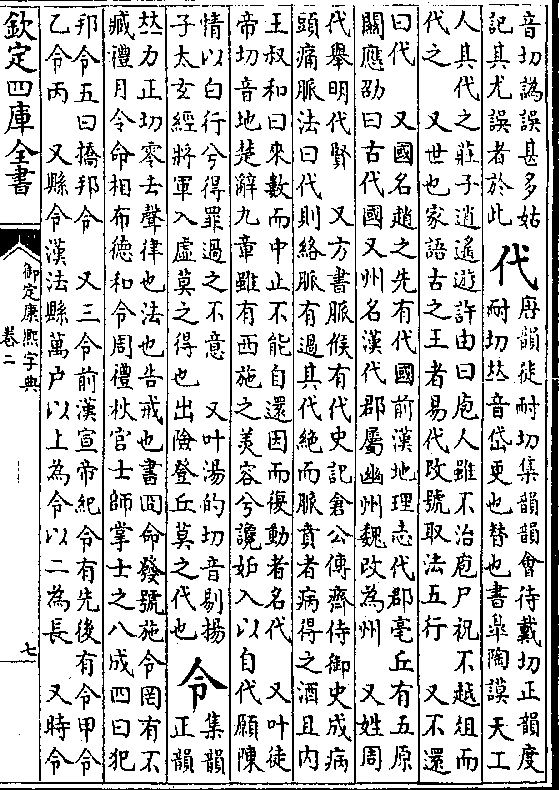 音切譌誤甚多姑
記其尤誤者於此
代
唐韻徒耐切集韻韻會待戴切正韻度
耐切𠀤音岱更也替也書臯陶謨天工
人其代之莊子逍遙遊許由曰庖人雖不治庖尸祝不越俎而
代之 又世也家語古之王者易代改號取法五行 又不還
曰代 又國名趙之先有代國前漢地理志代郡亳丘有五原
關應劭曰古代國又州名漢代郡屬幽州魏改為州 又姓周
代舉明代賢 又方書脈候有代史記倉公傳齊侍御史成病
頭痛脈法曰代則絡脈有過其代絕而脈賁者病得之酒且内
王叔和曰來數而中止不能自還因而復動者名代 又叶徒
帝切音地楚辭九章雖有西施之美容兮讒妒入以自代願陳
情以白行兮得罪過之不意 又叶湯的切音剔揚
子太玄經將軍入虛莫之得也出險登丘莫之代也
令
集韻
正韻
𠀤力正切零去聲律也法也告戒也書冏命發號施令罔有不
臧禮月令命相布德和令周禮秋官士師掌士之八成四曰犯
邦令五曰橋邦令 又三令前漢宣帝紀令有先後有令甲令
乙令丙 又縣令漢法縣萬户以上為令以二為長 又時令
欽定四庫全書
御定康熙字典
卷二
七